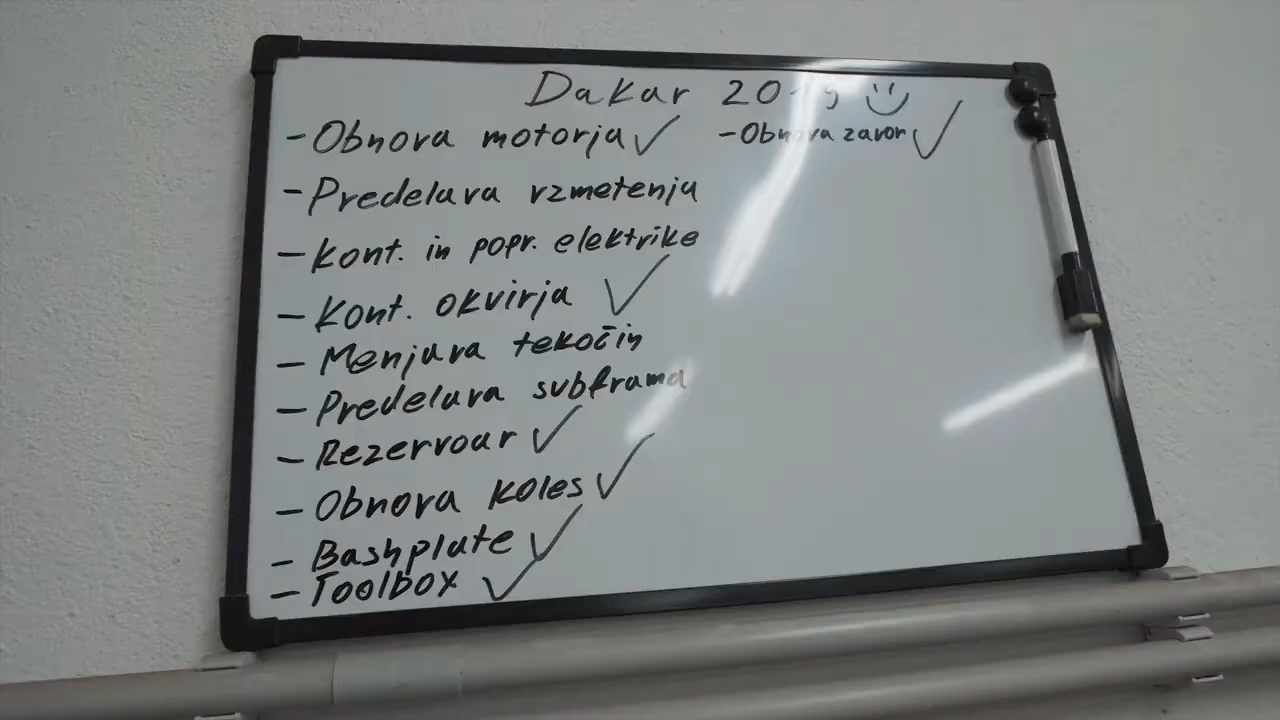 Dakar
- Obnova motorja ✓
- Obnova zavor ✓
- Predelava vzmetenja
- Kont. in popr. elektrike
- Kont. okvirja ✓
- Menjava tekočin
- Predelava subframa
- Rezervoar ✓
- Obnova koles ✓
- Bashplate ✓
- Toolbox ✓